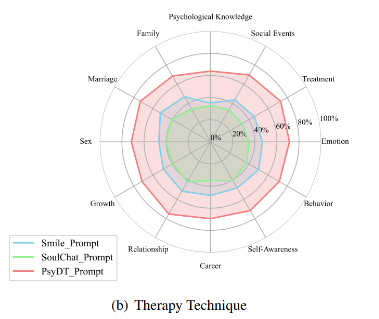 Psychological Knowledge
Family
Social Events
Marriage
Treatment
100%
80%
60%
40%
20%
0%
Sex
Emotion
Growth
Behavior
Relationship
Self-Awareness
Career
Smile_Prompt
SoulChat_Prompt
PsyDT_Prompt
(b) Therapy Technique